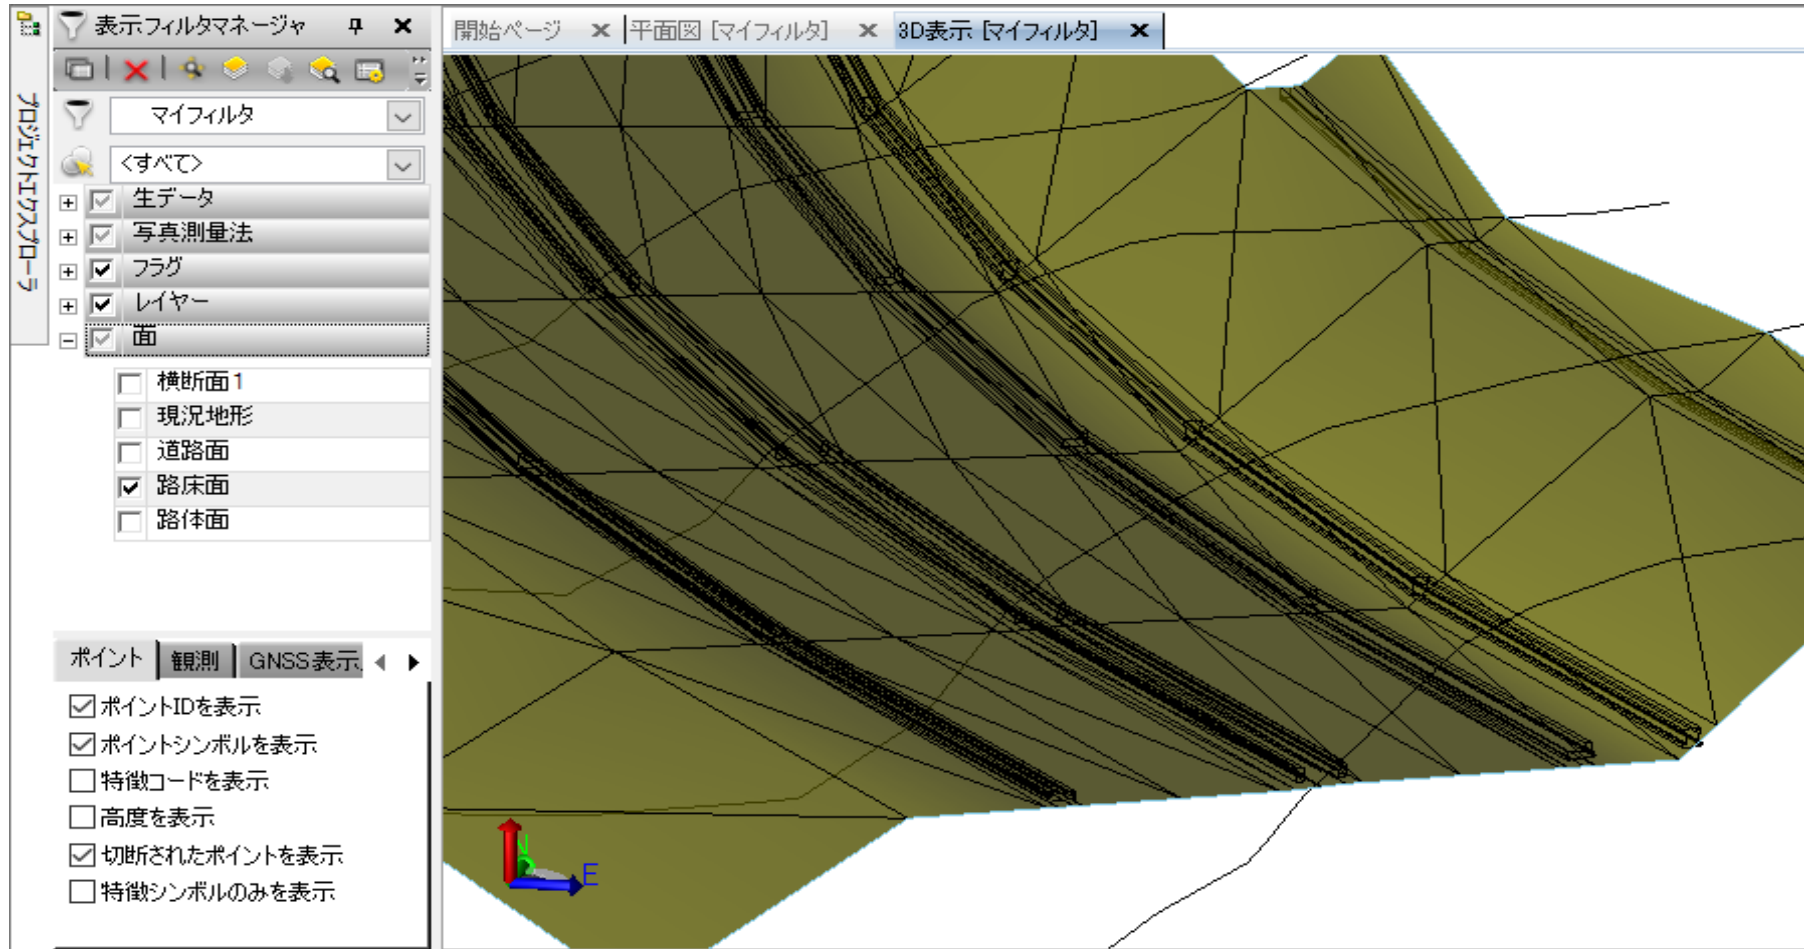 プロジェクトエクスプローラ
表示フィルタマネージャ
マイフィルタ
<すべて>
生データ
写真測量法
フラグ
レイヤー
面
横断面1
現況地形
道路面
路床面
路体面
ポイント 観測 GNSS表示
ポイントIDを表示
ポイントシンボルを表示
特徴コードを表示
高度を表示
切断されたポイントを表示
特徴シンボルのみを表示
開始ページ 平面図 [マイフィルタ] 3D表示 [マイフィルタ]
N
E